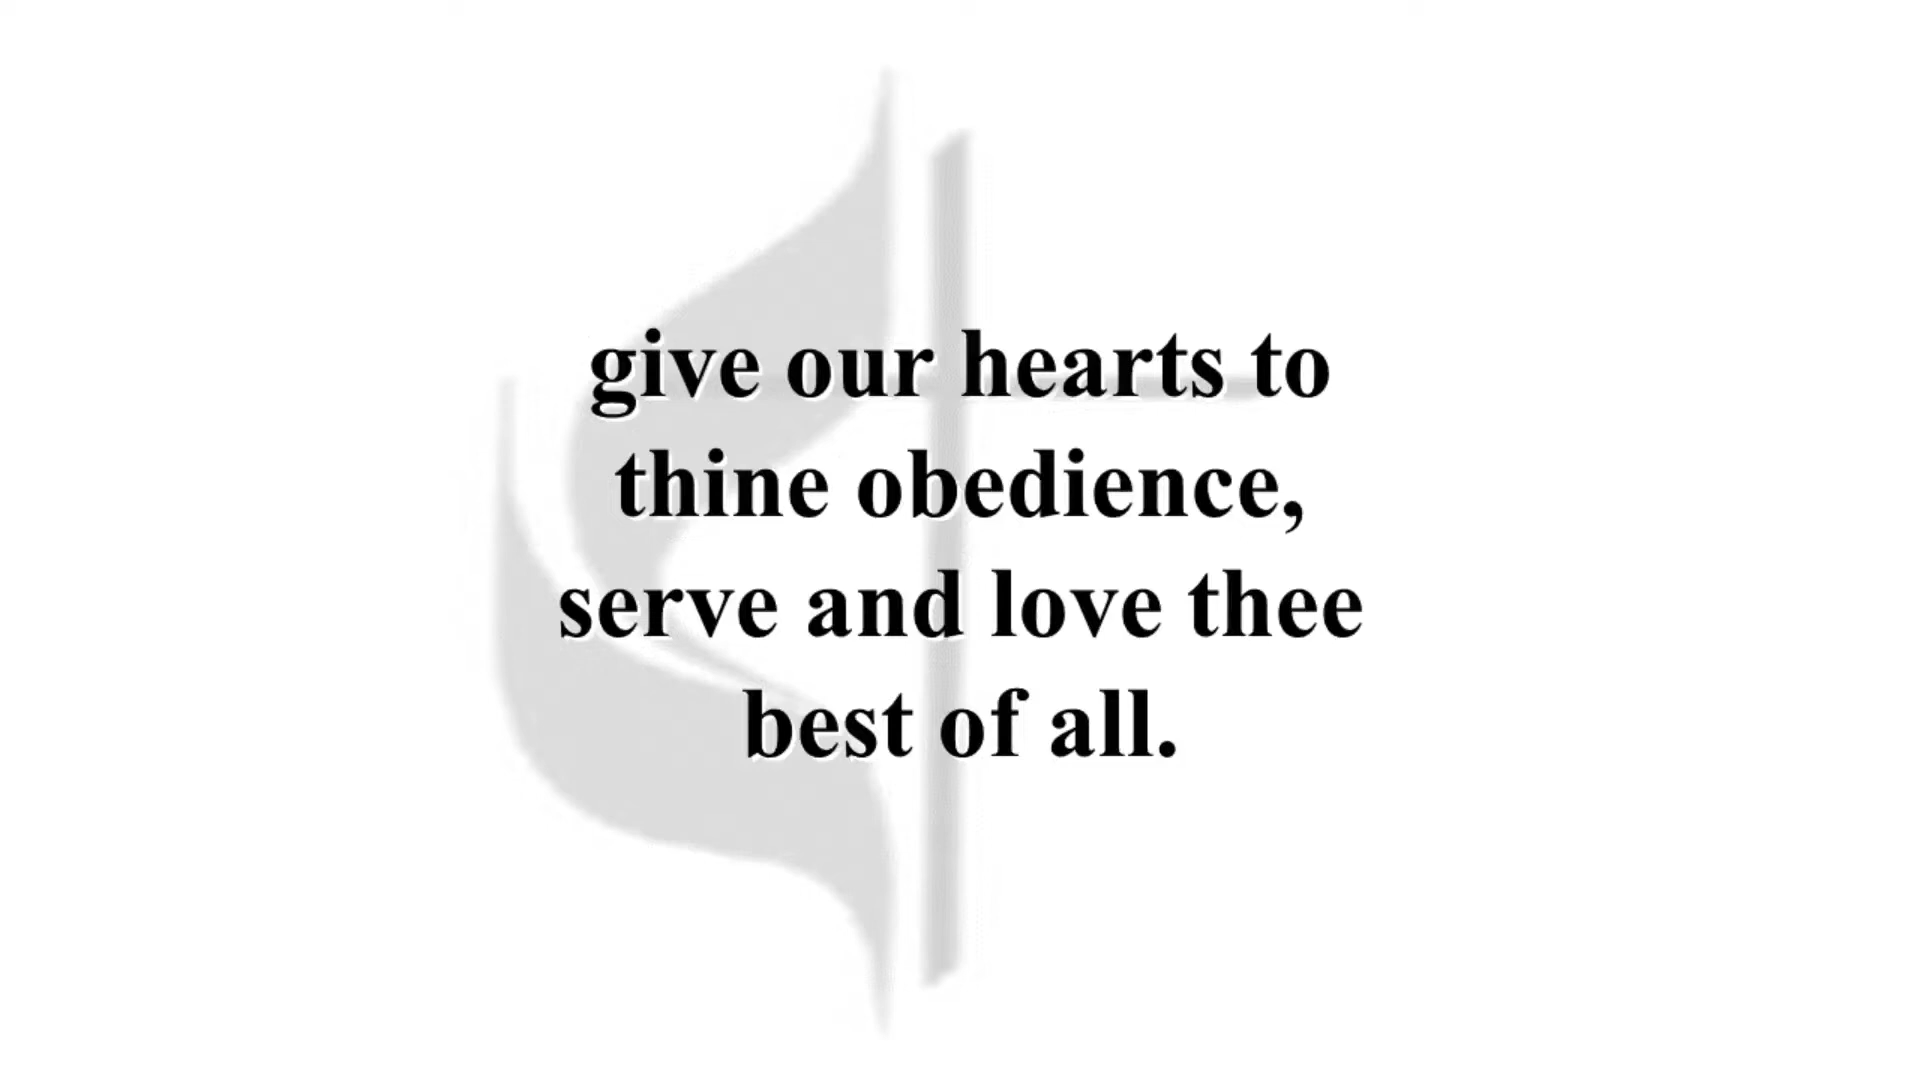 give our hearts to
thine obedience,
serve and love thee
best of all.